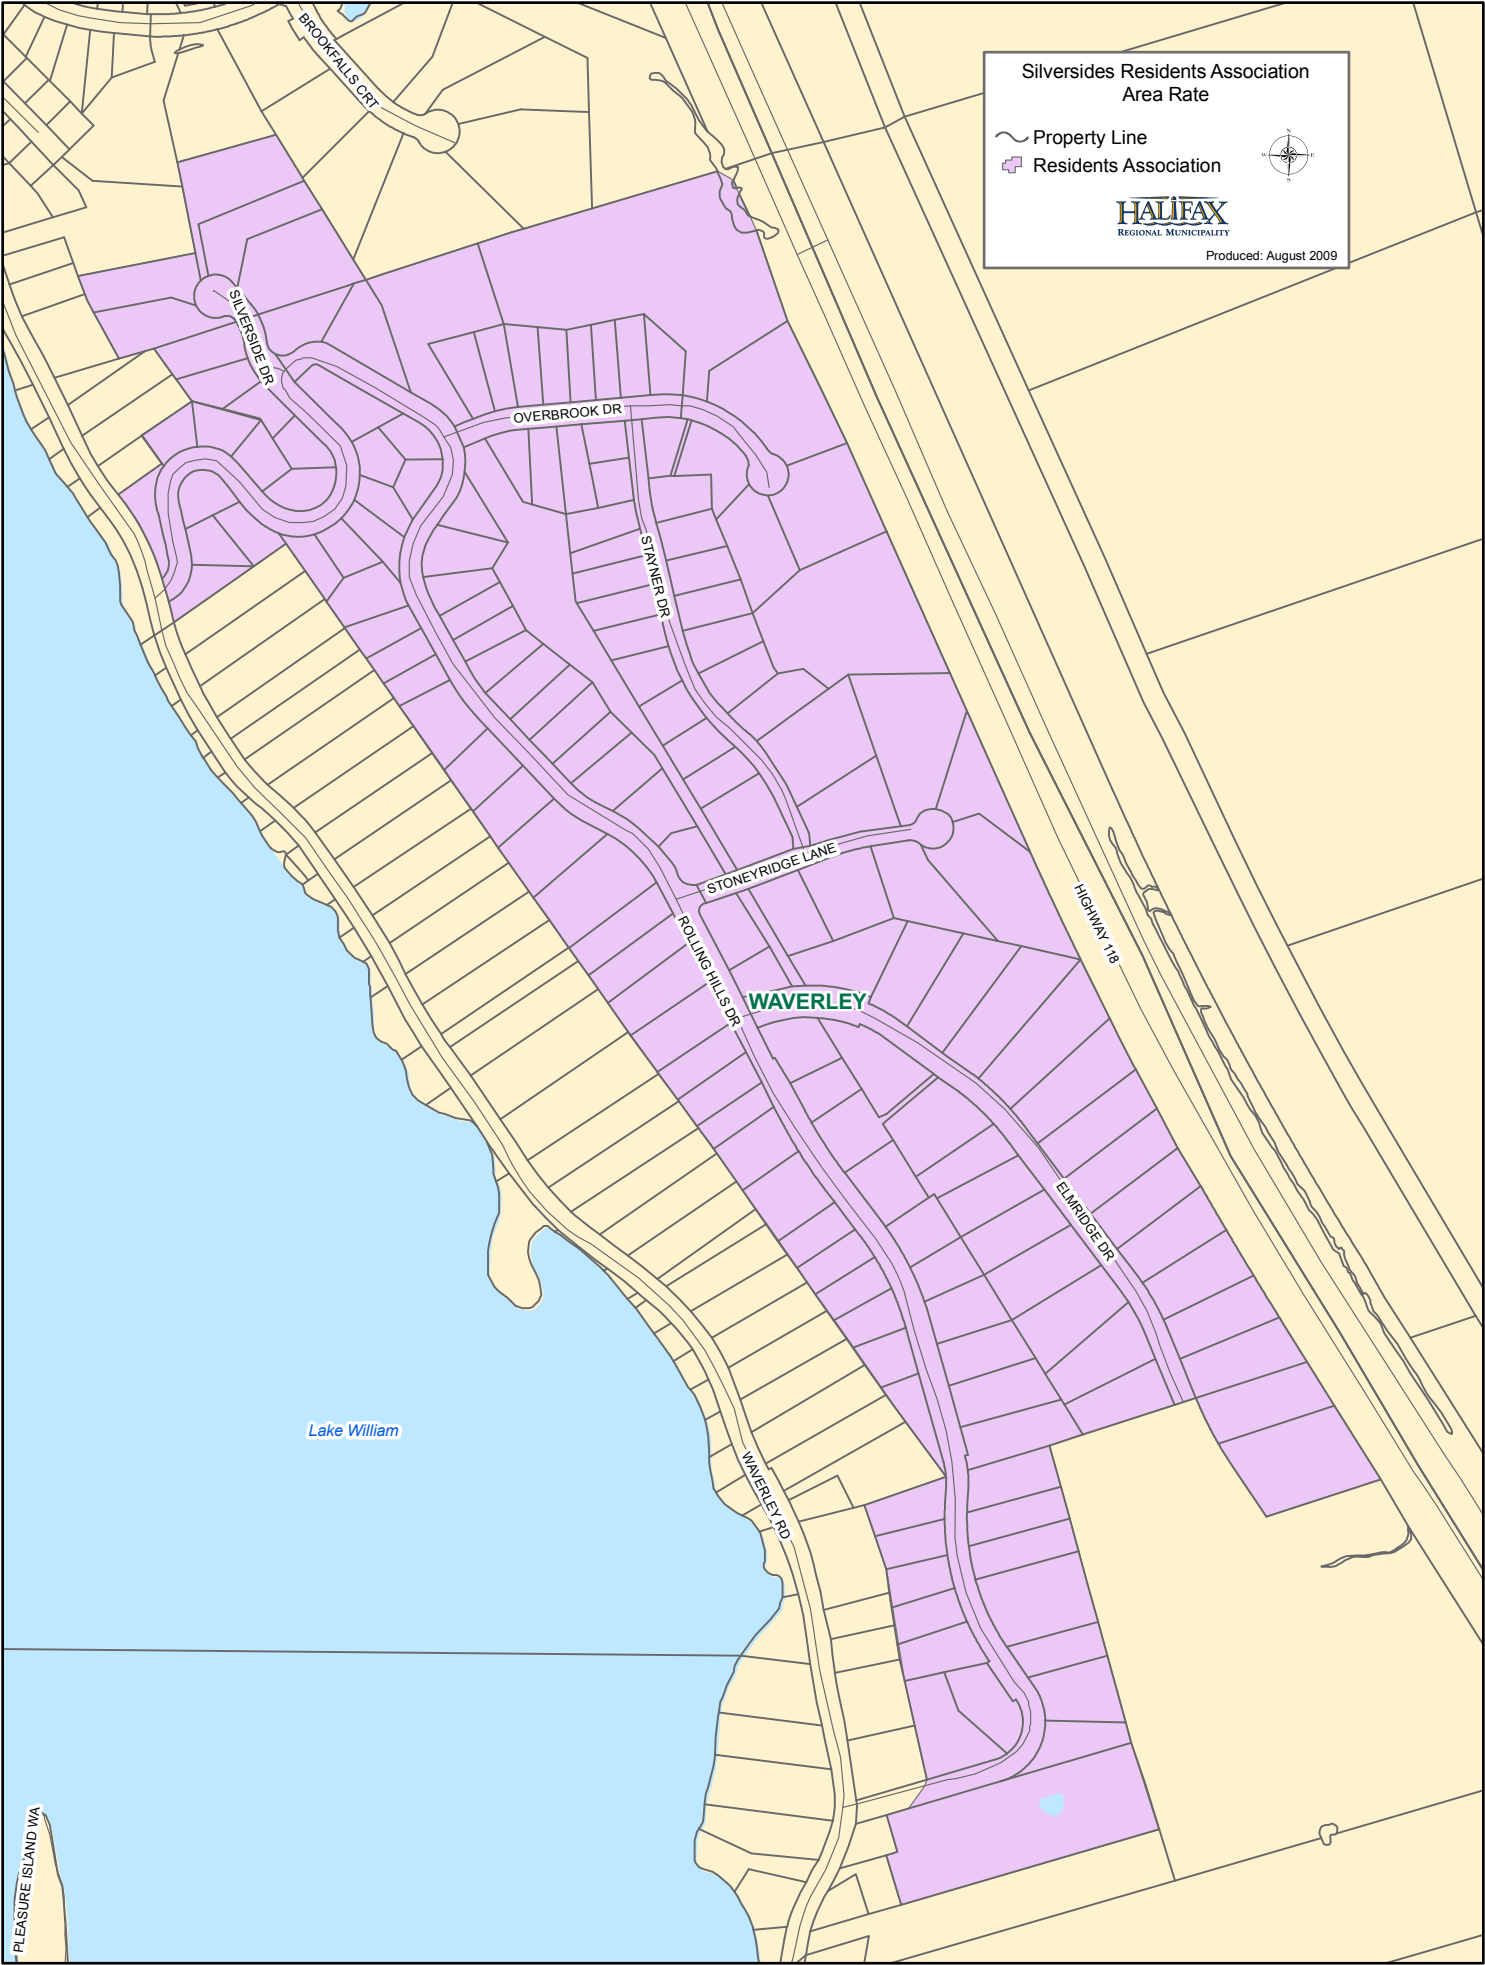 BROOKFALLS CRT
Silversides Residents Association
Area Rate
Property Line
Residents Association
N
W
E
S
HALIFAX
REGIONAL MUNICIPALITY
Produced: August 2009
SILVERSIDE DR
OVERBROOK DR
STAYNER DR
STONEYRIDGE LANE
HIGHWAY 118
ROLLING HILLS DR
WAVERLEY
ELMRIDGE DR
Lake William
WAVERLEY RD
PLEASURE ISLAND WA